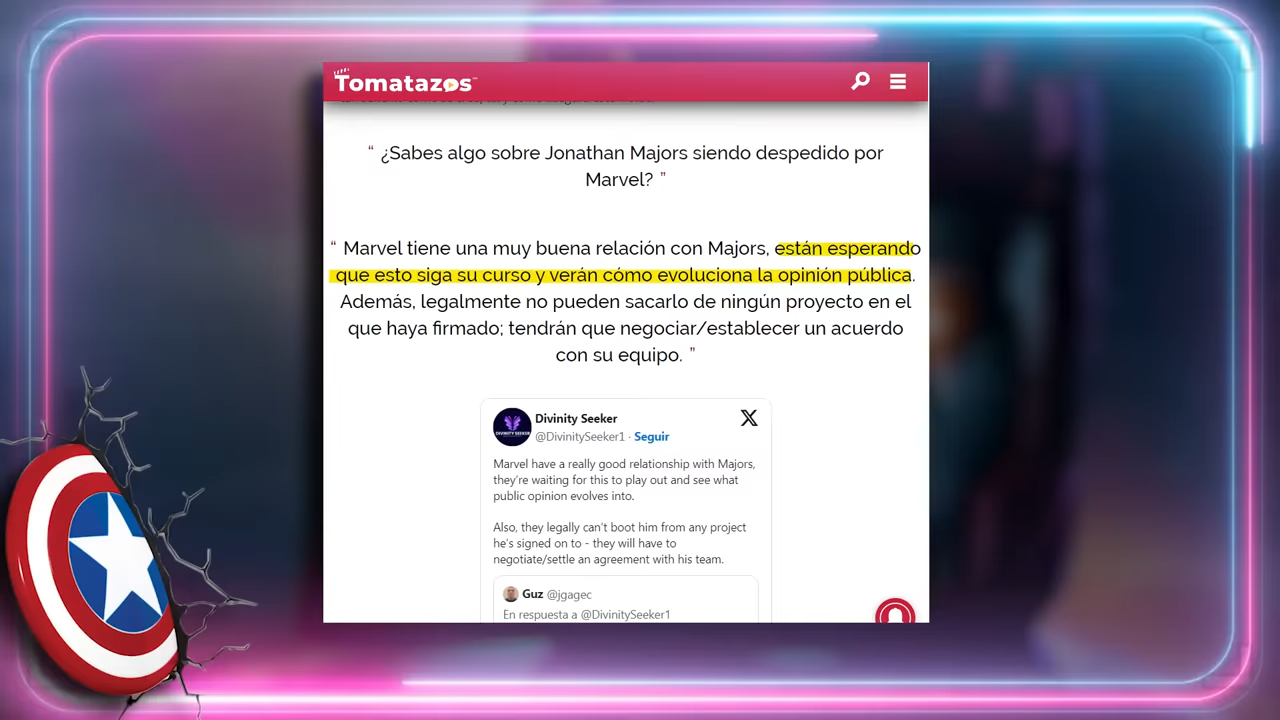 Tomatazos
“ ¿Sabes algo sobre Jonathan Majors siendo despedido por
Marvel? ”
“ Marvel tiene una muy buena relación con Majors, están esperando
que esto siga su curso y verán cómo evoluciona la opinión pública.
Además, legalmente no pueden sacarlo de ningún proyecto en el
que haya firmado; tendrán que negociar/establecer un acuerdo
con su equipo. ”
DIVINITY SEEKER
Divinity Seeker
@DivinitySeeker1 · Seguir
Marvel have a really good relationship with Majors,
they're waiting for this to play out and see what
public opinion evolves into.
Also, they legally can't boot him from any project
he's signed on to - they will have to
negotiate/settle an agreement with his team.
Guz @jgagec
En respuesta a @DivinitySeeker1